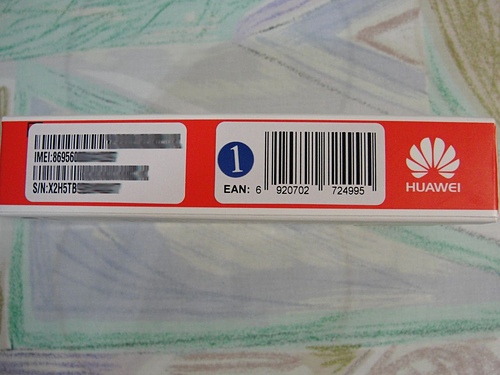 IMEI:86956
S/N:X2H5TB
1
EAN: 6 920702 724995
HUAWEI